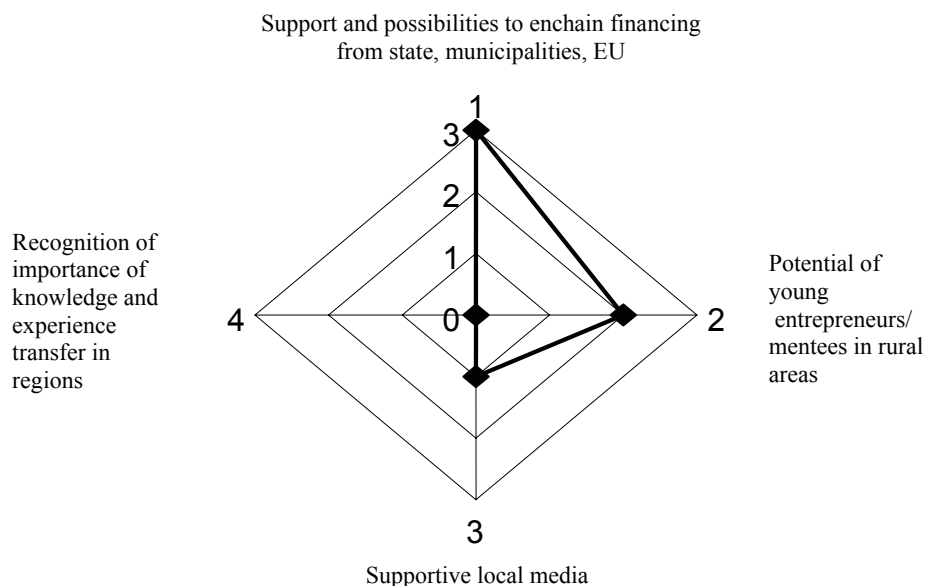 Support and possibilities to enchain financing
from state, municipalities, EU
1
3
2
1
0
Recognition of
importance of
knowledge and
experience
transfer in
regions
4
2
Potential of
young
entrepreneurs/
mentees in rural
areas
3
Supportive local media